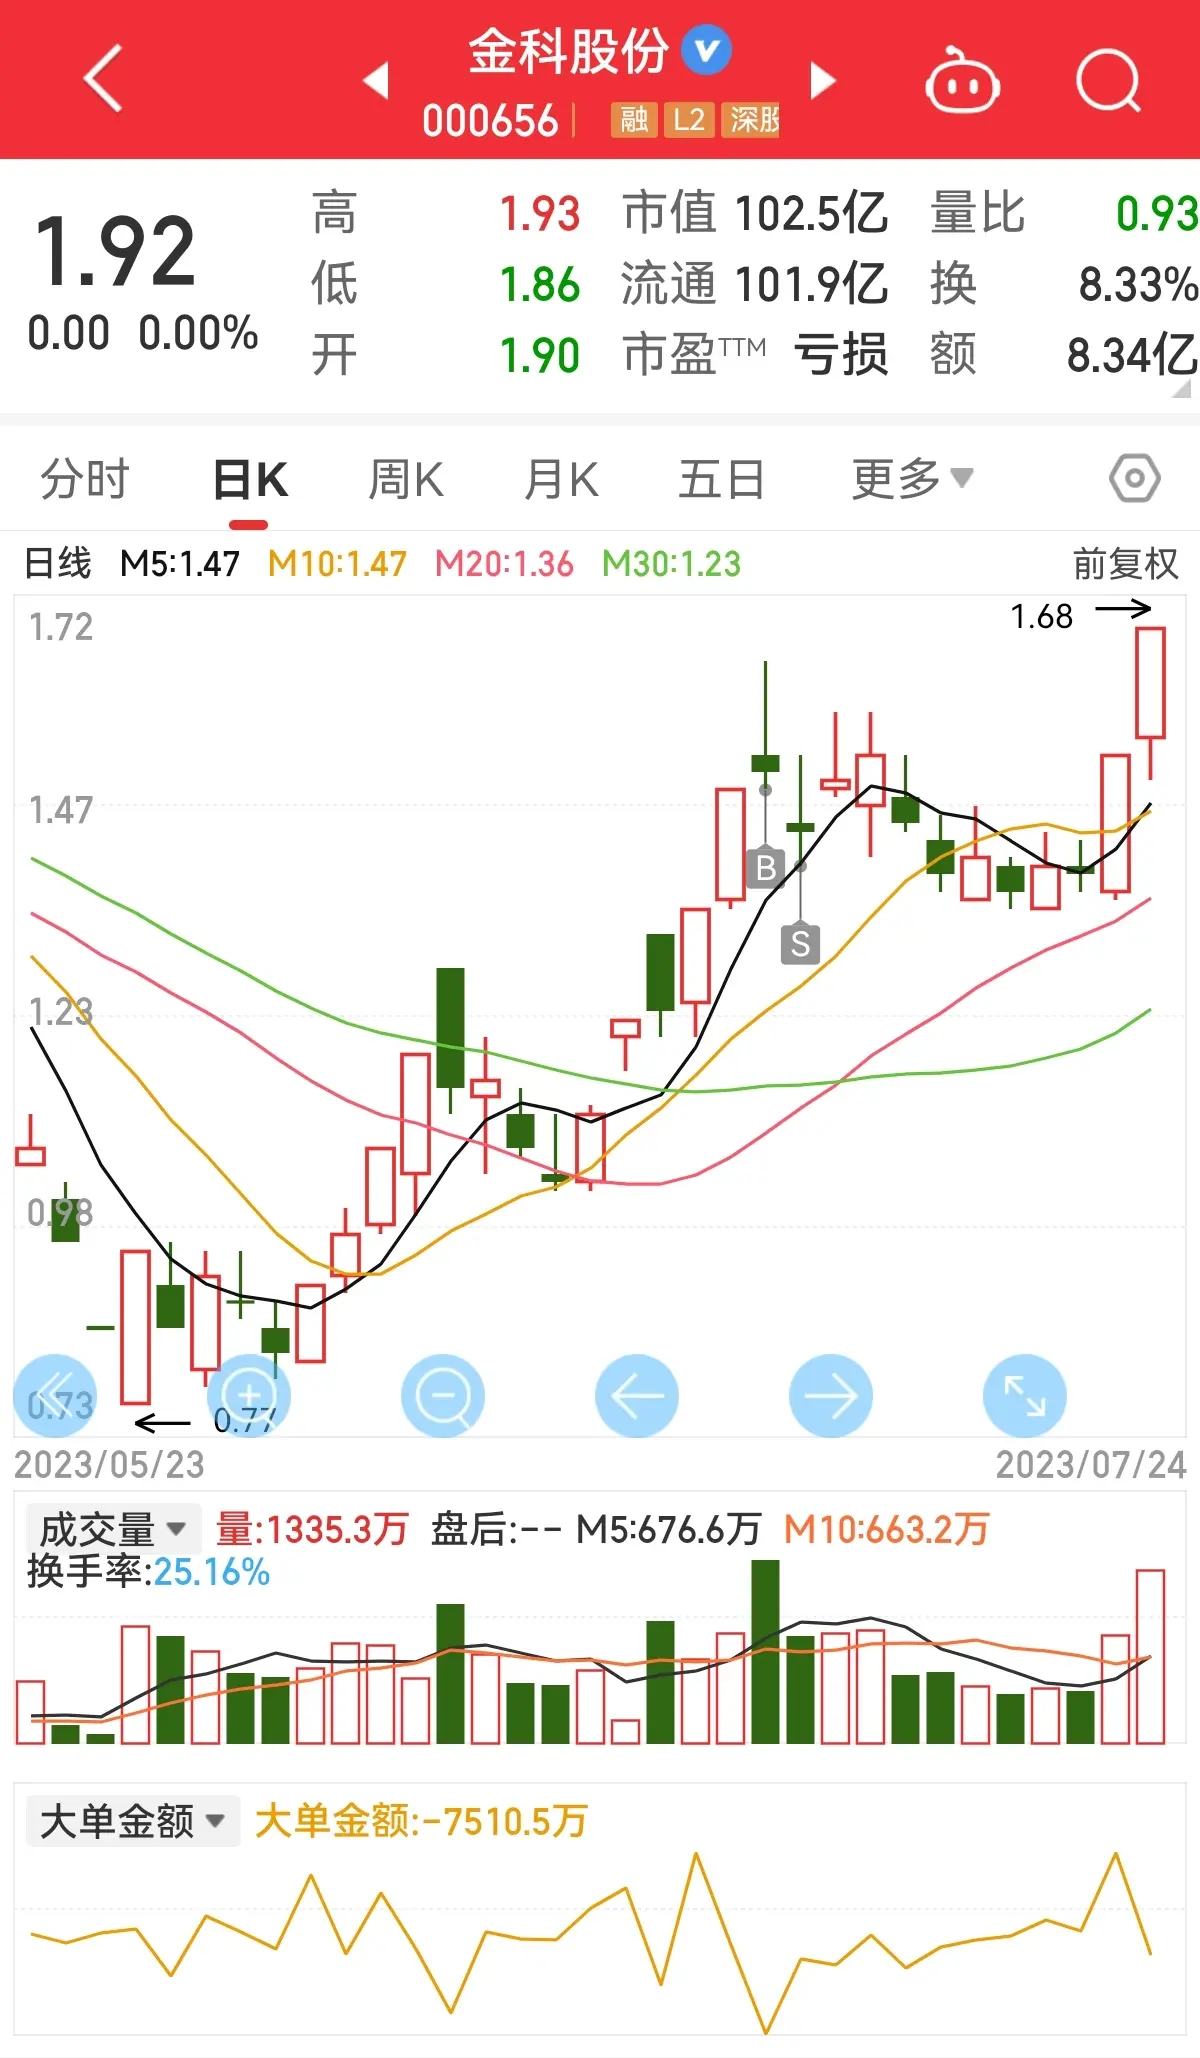 金科股份
000656 融 L2 深股
1.92
0.00 0.00%
高 1.93 市值 102.5亿 量比 0.93
低 1.86 流通 101.9亿 换 8.33%
开 1.90 市盈TTM 亏损 额 8.34亿
分时 日K 周K 月K 五日 更多
日线 M5:1.47 M10:1.47 M20:1.36 M30:1.23 前复权
1.72
1.68
1.47
B
S
1.23
0.98
0.73
0.77
2023/05/23 2023/07/24
成交量 量:1335.3万 盘后:-- M5:676.6万 M10:663.2万
换手率:25.16%
大单金额 大单金额:-7510.5万